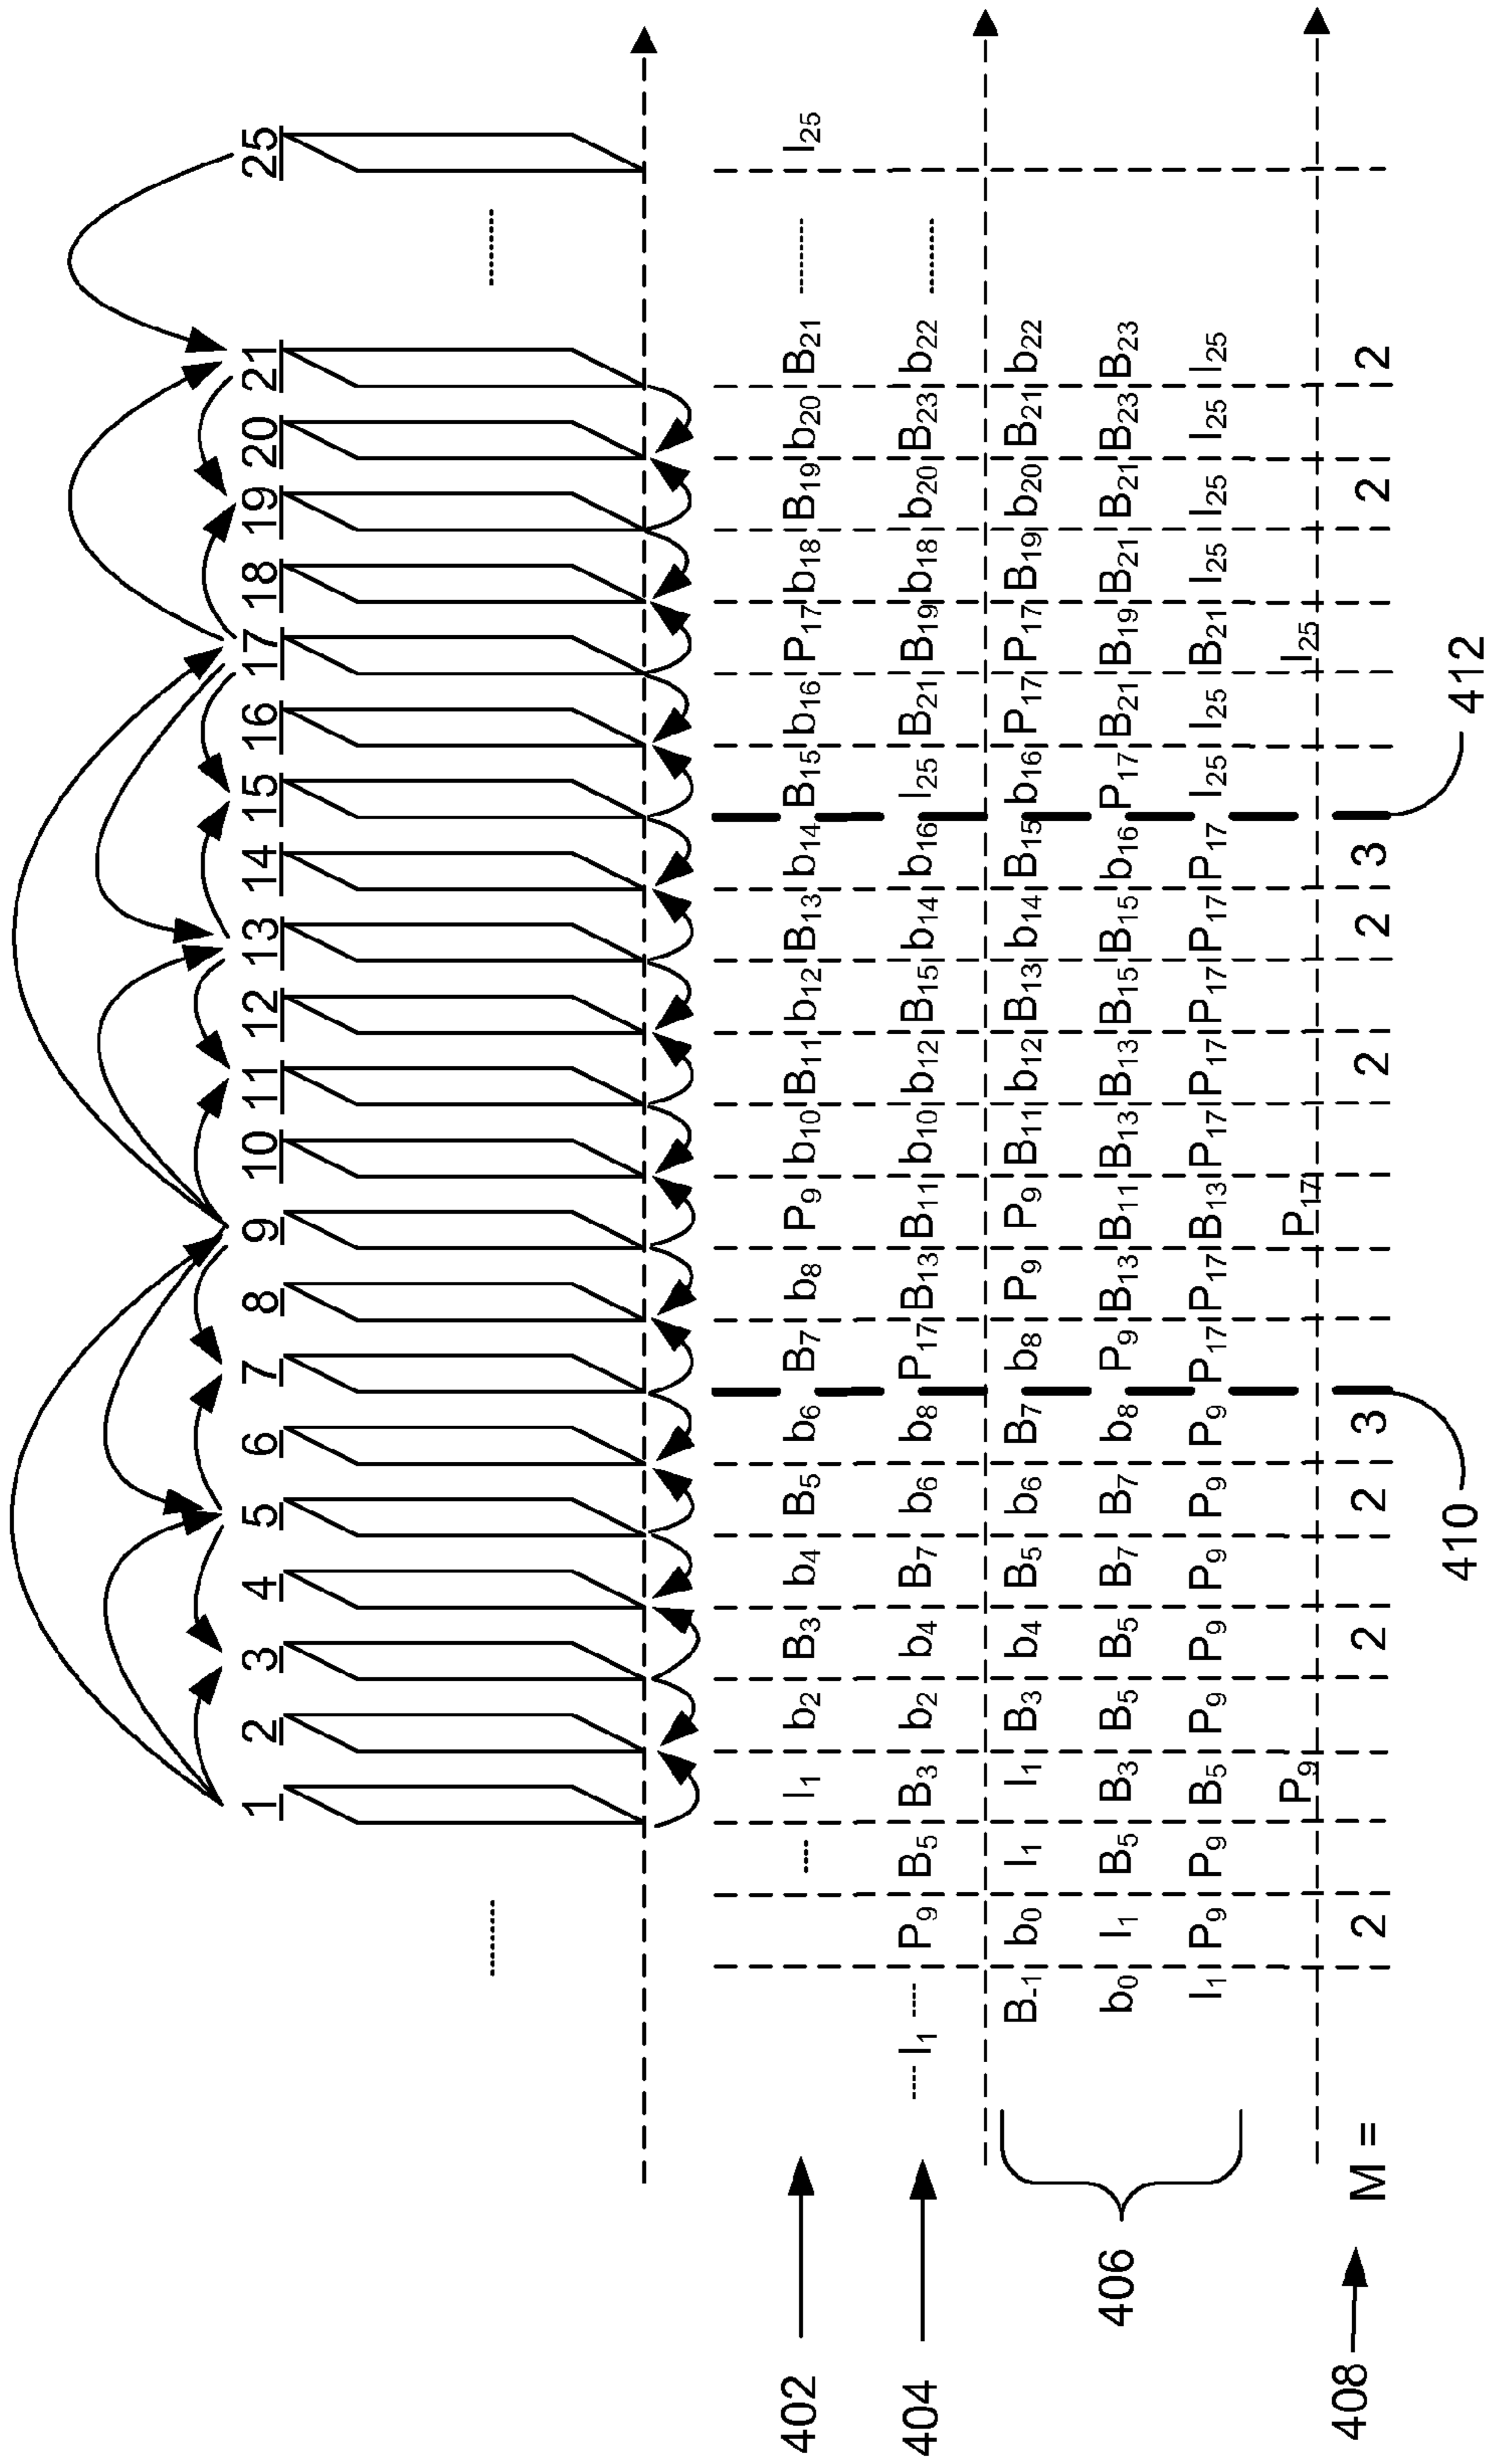 1 2 3 4 5 6 7 8 9 10 11 12 13 14 15 16 17 18 19 20 21 ........ 25
........
402 ..... I₁ b₂ B₃ b₄ B₅ b₆ B₇ b₈ P₉ b₁₀ B₁₁ b₁₂ B₁₃ b₁₄ B₁₅ b₁₆ P₁₇ b₁₈ B₁₉ b₂₀ B₂₁ ........ I₂₅
404 ..... I₁ ..... P₉ B₅ B₃ b₂ b₄ B₇ b₆ b₈ P₁₇ B₁₃ B₁₁ b₁₀ b₁₂ B₁₅ b₁₄ b₁₆ I₂₅ B₂₁ B₁₉ b₁₈ b₂₀ B₂₃ b₂₂ ........
B₋₁ b₀ I₁ I₁ B₃ b₄ B₅ b₆ B₇ b₈ P₉ P₉ B₁₁ b₁₂ B₁₃ b₁₄ B₁₅ b₁₆ P₁₇ P₁₇ B₁₉ b₂₀ B₂₁ b₂₂
406 b₀ I₁ B₅ B₃ B₅ B₅ B₇ B₇ b₈ P₉ B₁₃ B₁₁ B₁₃ B₁₃ B₁₅ B₁₅ b₁₆ P₁₇ B₂₁ B₁₉ B₂₁ B₂₁ B₂₃ B₂₃
I₁ P₉ P₉ B₅ P₉ P₉ P₉ P₉ P₉ P₁₇ P₁₇ B₁₃ P₁₇ P₁₇ P₁₇ P₁₇ P₁₇ I₂₅ I₂₅ B₂₁ I₂₅ I₂₅ I₂₅ I₂₅
P₉ P₁₇ I₂₅
408 M = 2 2 2 3 2 2 3 2 2
410 412